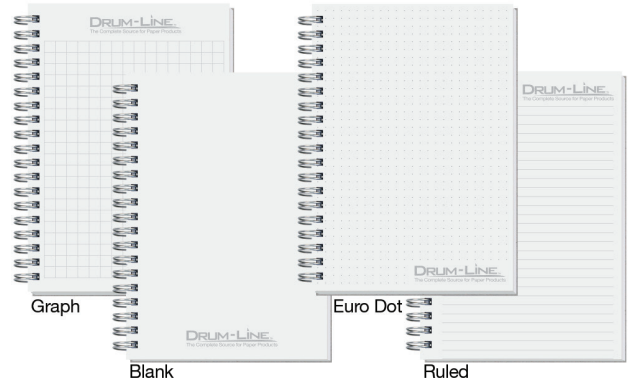 DRUM-LINE
The Complete Source for Paper Products
Graph
DRUM-LINE
The Complete Source for Paper Products
Blank
DRUM-LINE
The Complete Source for Paper Products
Euro Dot
DRUM-LINE
The Complete Source for Paper Products
Ruled